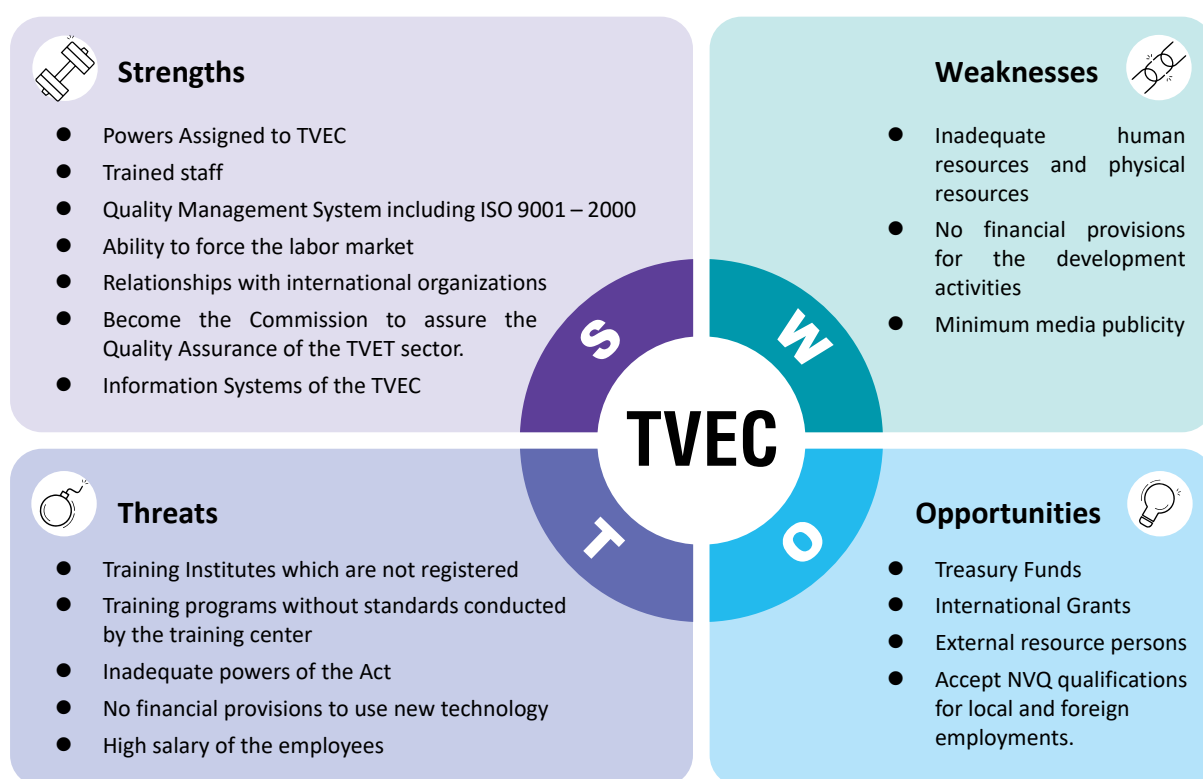 Strengths
● Powers Assigned to TVEC
● Trained staff
● Quality Management System including ISO 9001 – 2000
● Ability to force the labor market
● Relationships with international organizations
● Become the Commission to assure the
Quality Assurance of the TVET sector.
● Information Systems of the TVEC
Weaknesses
● Inadequate human
resources and physical
resources
● No financial provisions
for the development
activities
● Minimum media publicity
S
W
TVEC
T
O
Threats
● Training Institutes which are not registered
● Training programs without standards conducted
by the training center
● Inadequate powers of the Act
● No financial provisions to use new technology
● High salary of the employees
Opportunities
● Treasury Funds
● International Grants
● External resource persons
● Accept NVQ qualifications
for local and foreign
employments.